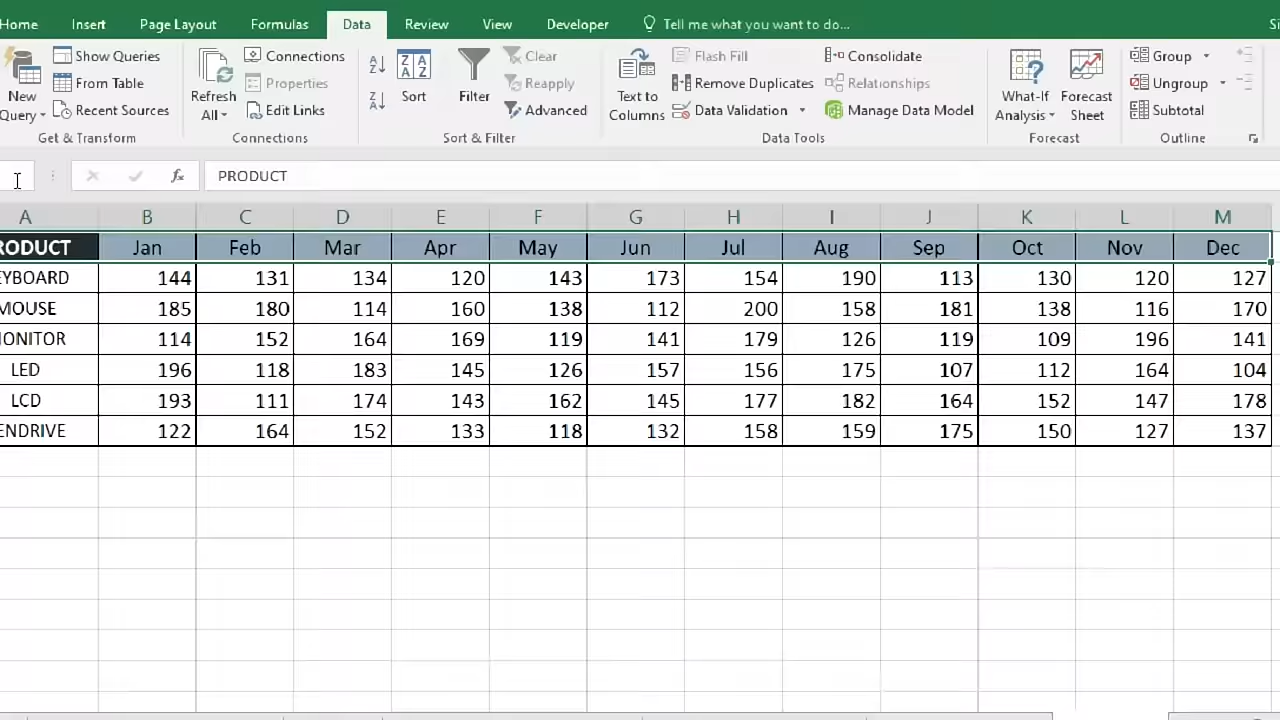 Home Insert Page Layout Formulas Data Review View Developer Tell me what you want to do...
Show Queries Connections Clear Flash Fill Consolidate Group
From Table Properties Reapply Remove Duplicates Relationships Ungroup
Recent Sources Edit Links Advanced Data Validation Manage Data Model Subtotal
New Refresh Sort Filter Text to What-If Forecast
Query All Columns Analysis Sheet
Get & Transform Connections Sort & Filter Data Tools Forecast Outline
fx PRODUCT
A B C D E F G H I J K L M
RODUCT Jan Feb Mar Apr May Jun Jul Aug Sep Oct Nov Dec
EYBOARD 144 131 134 120 143 173 154 190 113 130 120 127
MOUSE 185 180 114 160 138 112 200 158 181 138 116 170
ONITOR 114 152 164 169 119 141 179 126 119 109 196 141
LED 196 118 183 145 126 157 156 175 107 112 164 104
LCD 193 111 174 143 162 145 177 182 164 152 147 178
ENDRIVE 122 164 152 133 118 132 158 159 175 150 127 137